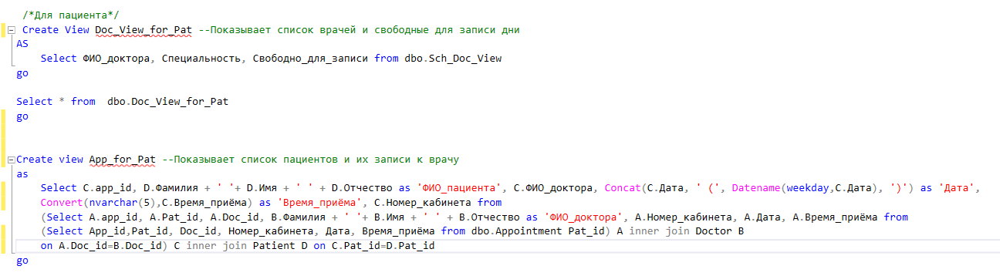 /*Для пациента*/
Create View Doc_View_for_Pat --Показывает список врачей и свободные для записи дни
AS
Select ФИО_доктора, Специальность, Свободно_для_записи from dbo.Sch_Doc_View
go
Select * from  dbo.Doc_View_for_Pat
go
Create view App_for_Pat --Показывает список пациентов и их записи к врачу
as
Select C.app_id, D.Фамилия + ' '+ D.Имя + ' ' + D.Отчество as 'ФИО_пациента', C.ФИО_доктора, Concat(C.Дата, ' (', Datename(weekday,C.Дата), ')') as 'Дата',
Convert(nvarchar(5),C.Время_приёма) as 'Время_приёма', C.Номер_кабинета from
(Select A.app_id, A.Pat_id, A.Doc_id, B.Фамилия + ' '+ B.Имя + ' ' + B.Отчество as 'ФИО_доктора', A.Номер_кабинета, A.Дата, A.Время_приёма from
(Select App_id,Pat_id, Doc_id, Номер_кабинета, Дата, Время_приёма from dbo.Appointment Pat_id) A inner join Doctor B
on A.Doc_id=B.Doc_id) C inner join Patient D on C.Pat_id=D.Pat_id
go